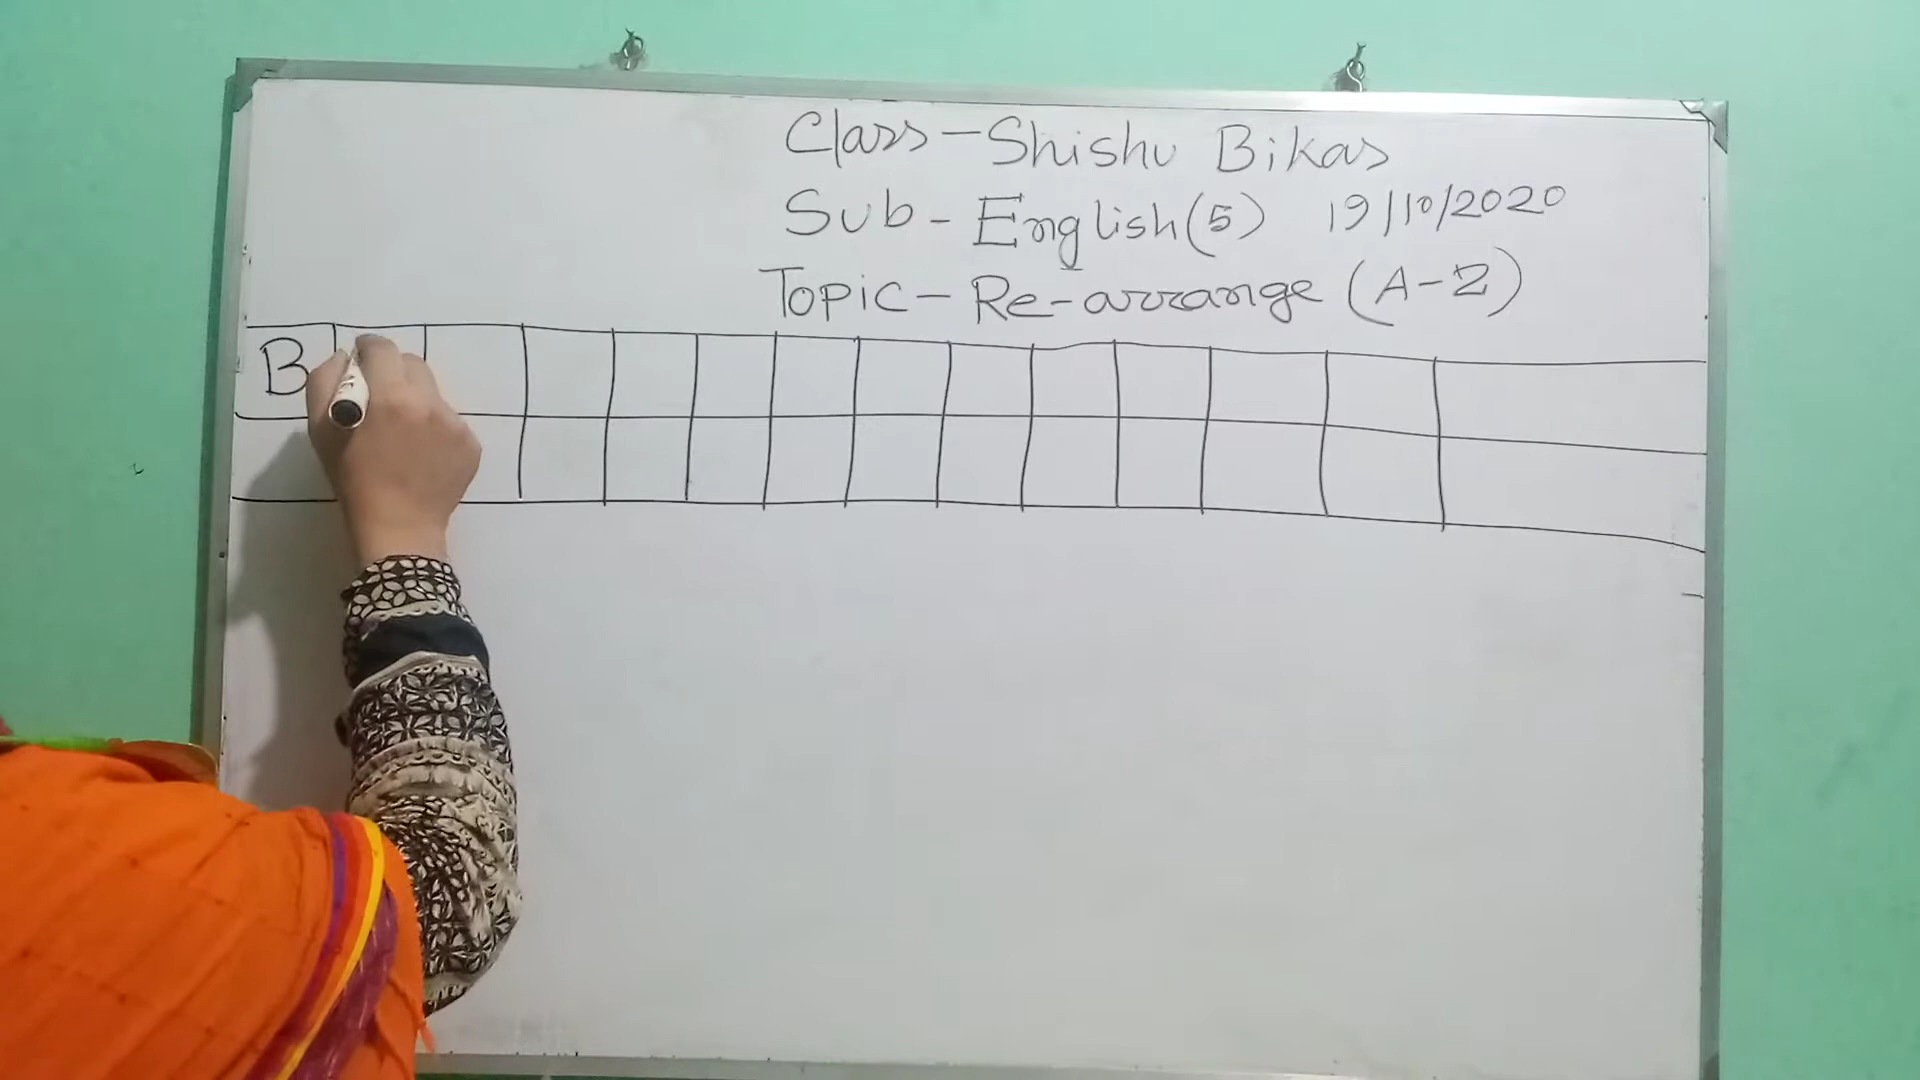 Class - Shishu Bikas
Sub - English (5) 19/10/2020
Topic - Re-arrange (A-Z)
B